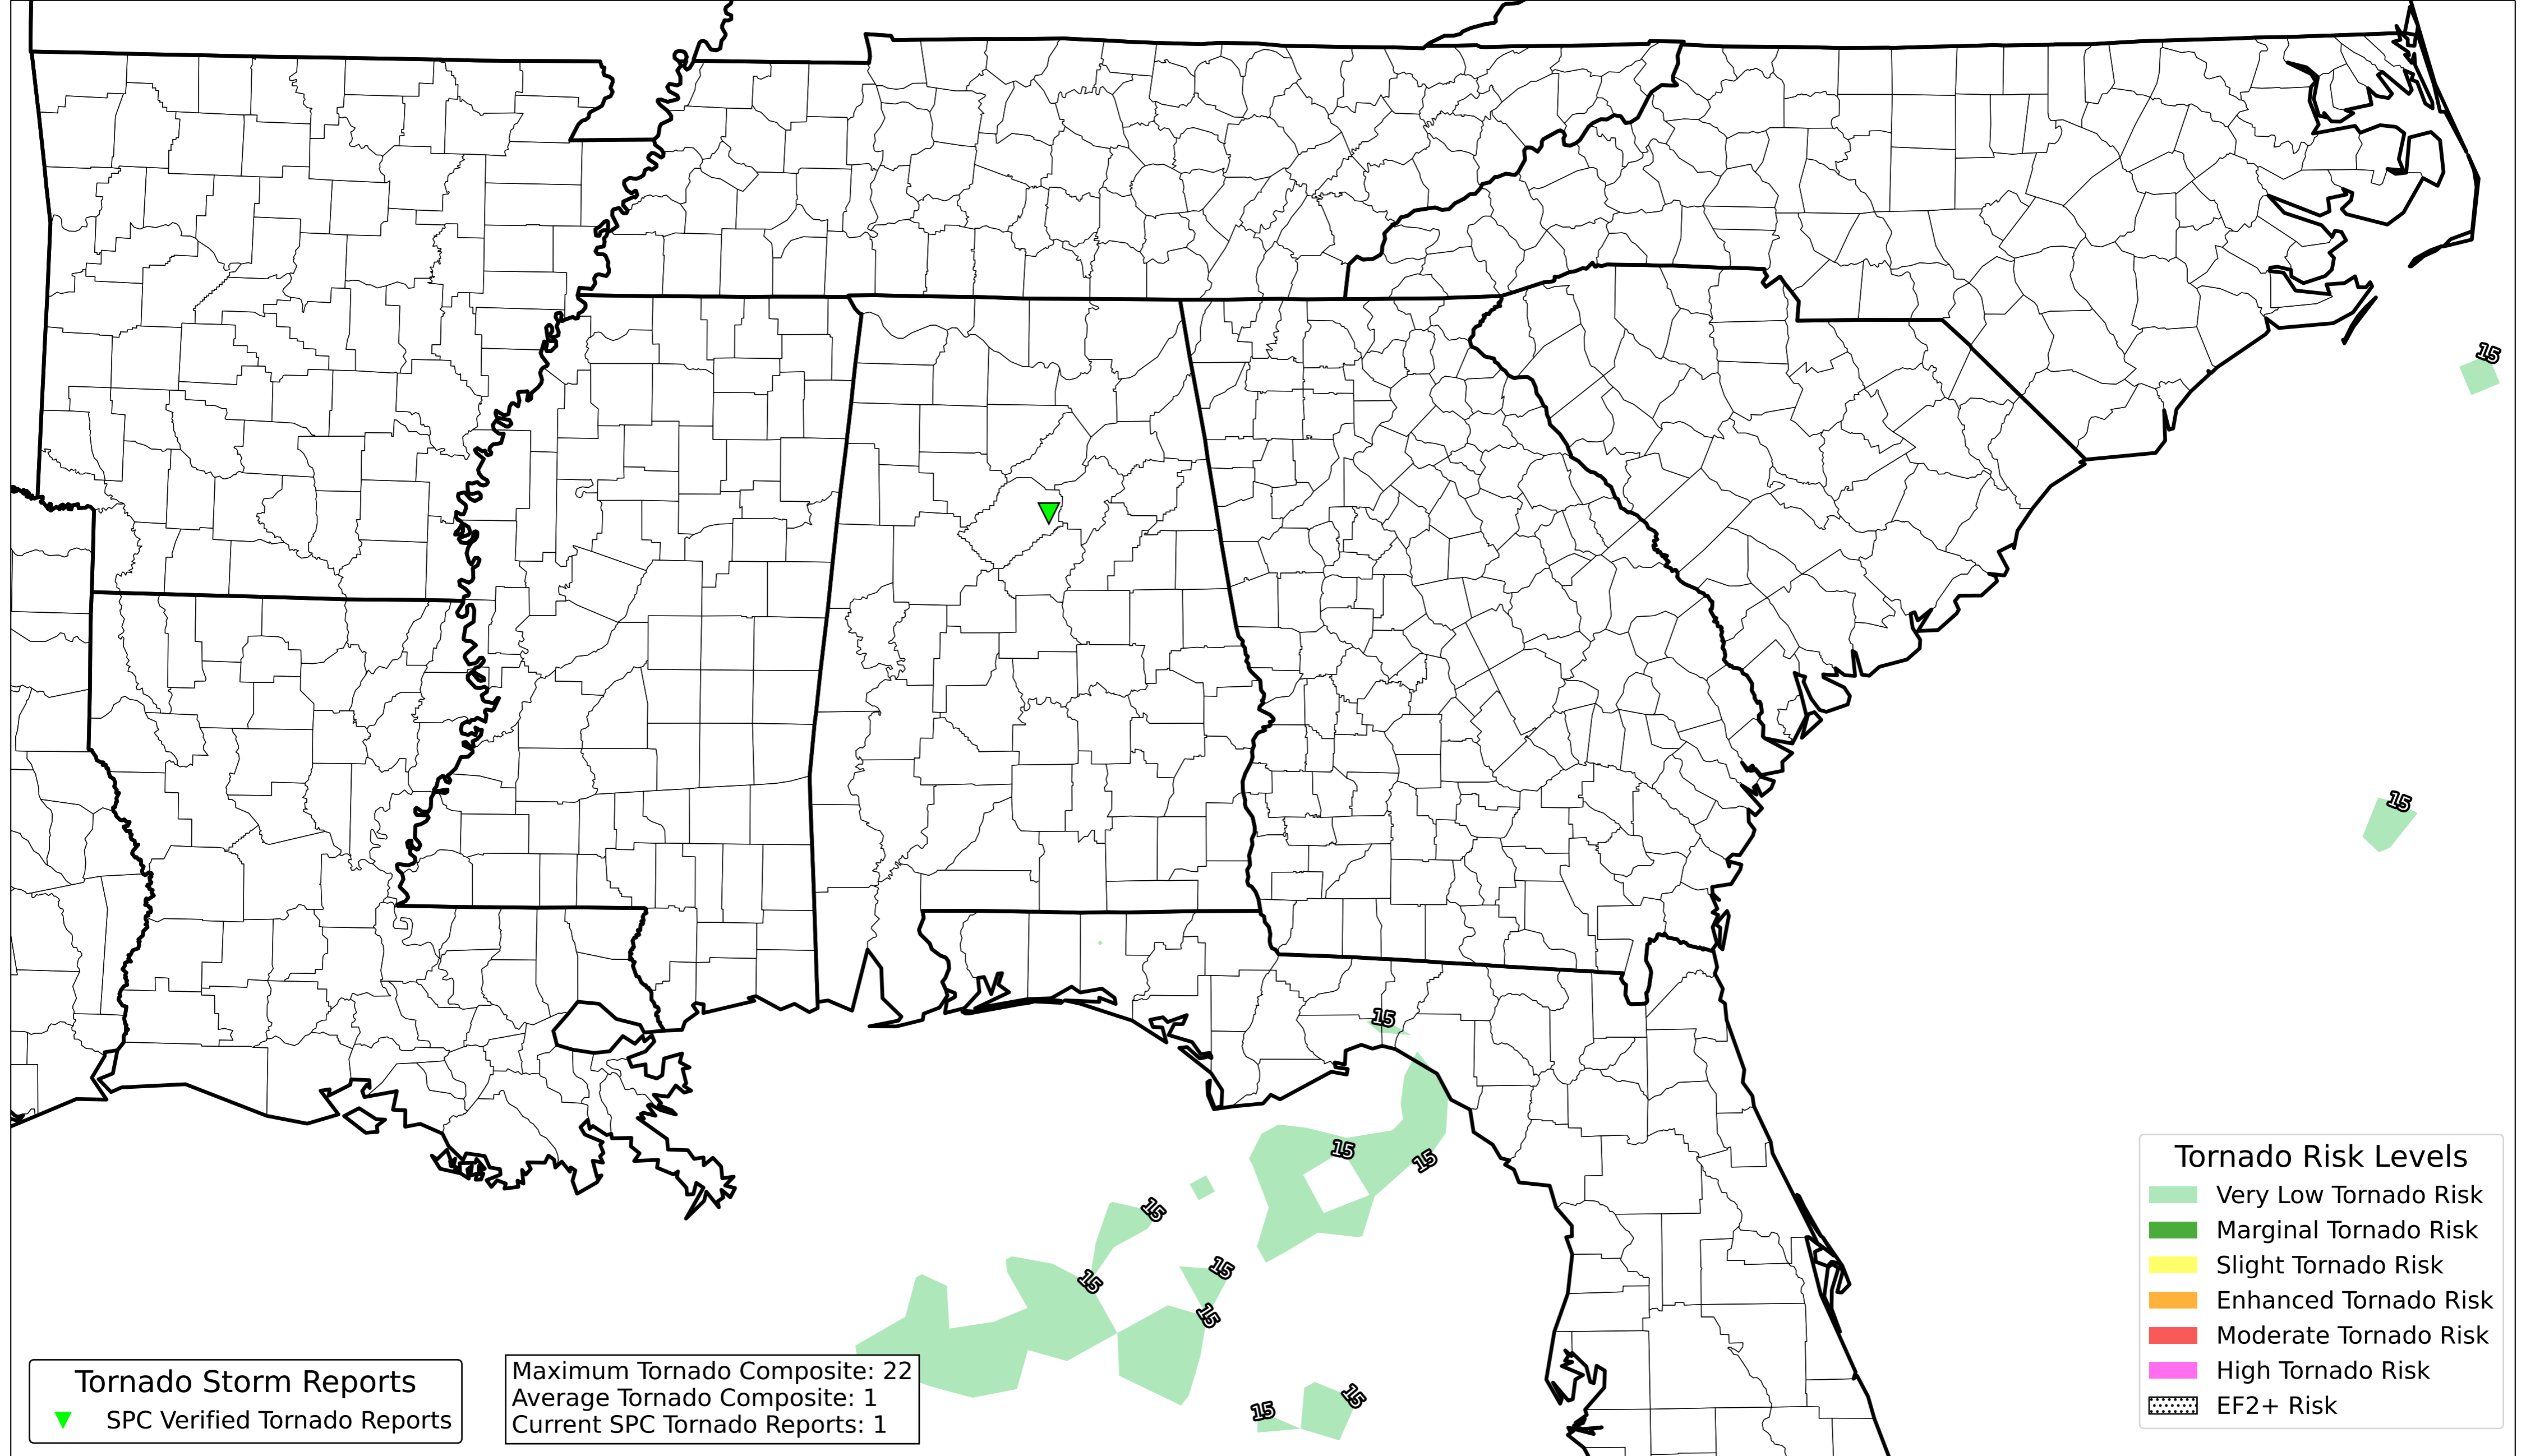 15
15
15
15
15
15
15
15
15
15
15
Tornado Risk Levels
Very Low Tornado Risk
Marginal Tornado Risk
Slight Tornado Risk
Enhanced Tornado Risk
Moderate Tornado Risk
High Tornado Risk
EF2+ Risk
Tornado Storm Reports
SPC Verified Tornado Reports
Maximum Tornado Composite: 22
Average Tornado Composite: 1
Current SPC Tornado Reports: 1